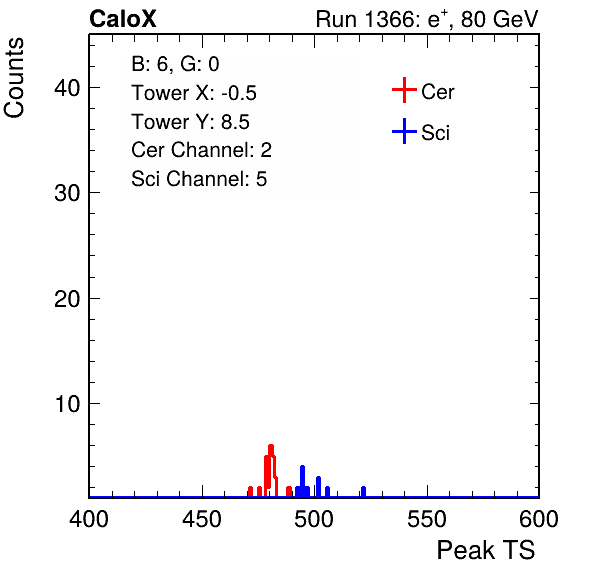 CaloX Run 1366: e⁺, 80 GeV
Counts
B: 6, G: 0
Tower X: -0.5
Tower Y: 8.5
Cer Channel: 2
Sci Channel: 5
Cer
Sci
40
30
20
10
400 450 500 550 600
Peak TS